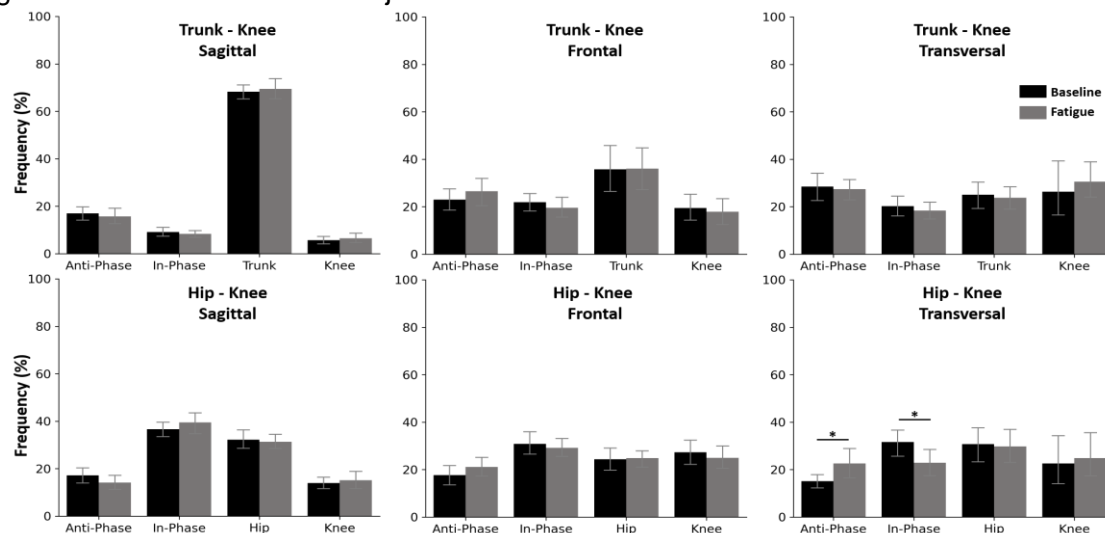 Trunk - Knee
Sagittal
Frequency (%)
100
80
60
40
20
0
Anti-Phase In-Phase Trunk Knee
Trunk - Knee
Frontal
100
80
60
40
20
0
Anti-Phase In-Phase Trunk Knee
Trunk - Knee
Transversal
Baseline
Fatigue
100
80
60
40
20
0
Anti-Phase In-Phase Trunk Knee
Hip - Knee
Sagittal
Frequency (%)
100
80
60
40
20
0
Anti-Phase In-Phase Hip Knee
Hip - Knee
Frontal
100
80
60
40
20
0
Anti-Phase In-Phase Hip Knee
Hip - Knee
Transversal
100
80
60
40
20
0
* *
Anti-Phase In-Phase Hip Knee